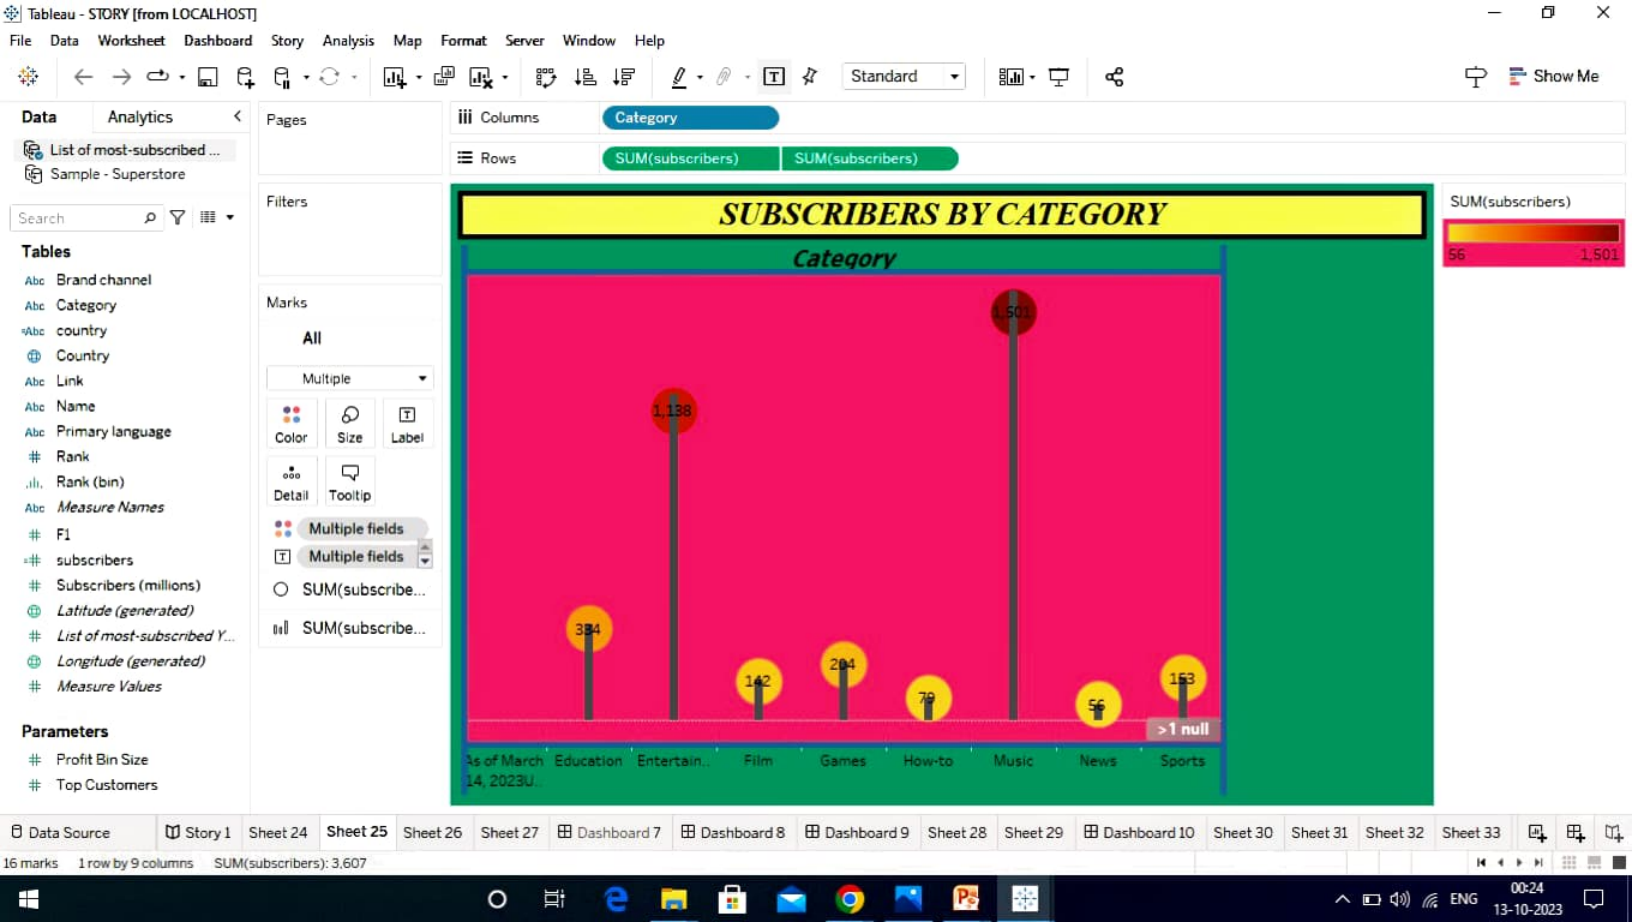 Tableau - STORY [from LOCALHOST]
File Data Worksheet Dashboard Story Analysis Map Format Server Window Help
Standard
Show Me
Data Analytics
List of most-subscribed ...
Sample - Superstore
Search
Tables
Abc Brand channel
Abc Category
=Abc country
Country
Abc Link
Abc Name
Abc Primary language
# Rank
Rank (bin)
Abc Measure Names
# F1
=# subscribers
# Subscribers (millions)
Latitude (generated)
# List of most-subscribed Y...
Longitude (generated)
# Measure Values
Parameters
# Profit Bin Size
# Top Customers
Pages
Filters
Marks
All
Multiple
Color Size Label
Detail Tooltip
Multiple fields
T Multiple fields
SUM(subscribe...
SUM(subscribe...
Columns Category
Rows SUM(subscribers) SUM(subscribers)
SUBSCRIBERS BY CATEGORY
Category
1,501
1,138
334
142
204
79
56
153
>1 null
As of March Education Entertain.. Film Games How-to Music News Sports
14, 2023U..
SUM(subscribers)
56 1,501
Data Source Story 1 Sheet 24 Sheet 25 Sheet 26 Sheet 27 Dashboard 7 Dashboard 8 Dashboard 9 Sheet 28 Sheet 29 Dashboard 10 Sheet 30 Sheet 31 Sheet 32 Sheet 33
16 marks 1 row by 9 columns SUM(subscribers): 3,607
ENG
00:24
13-10-2023